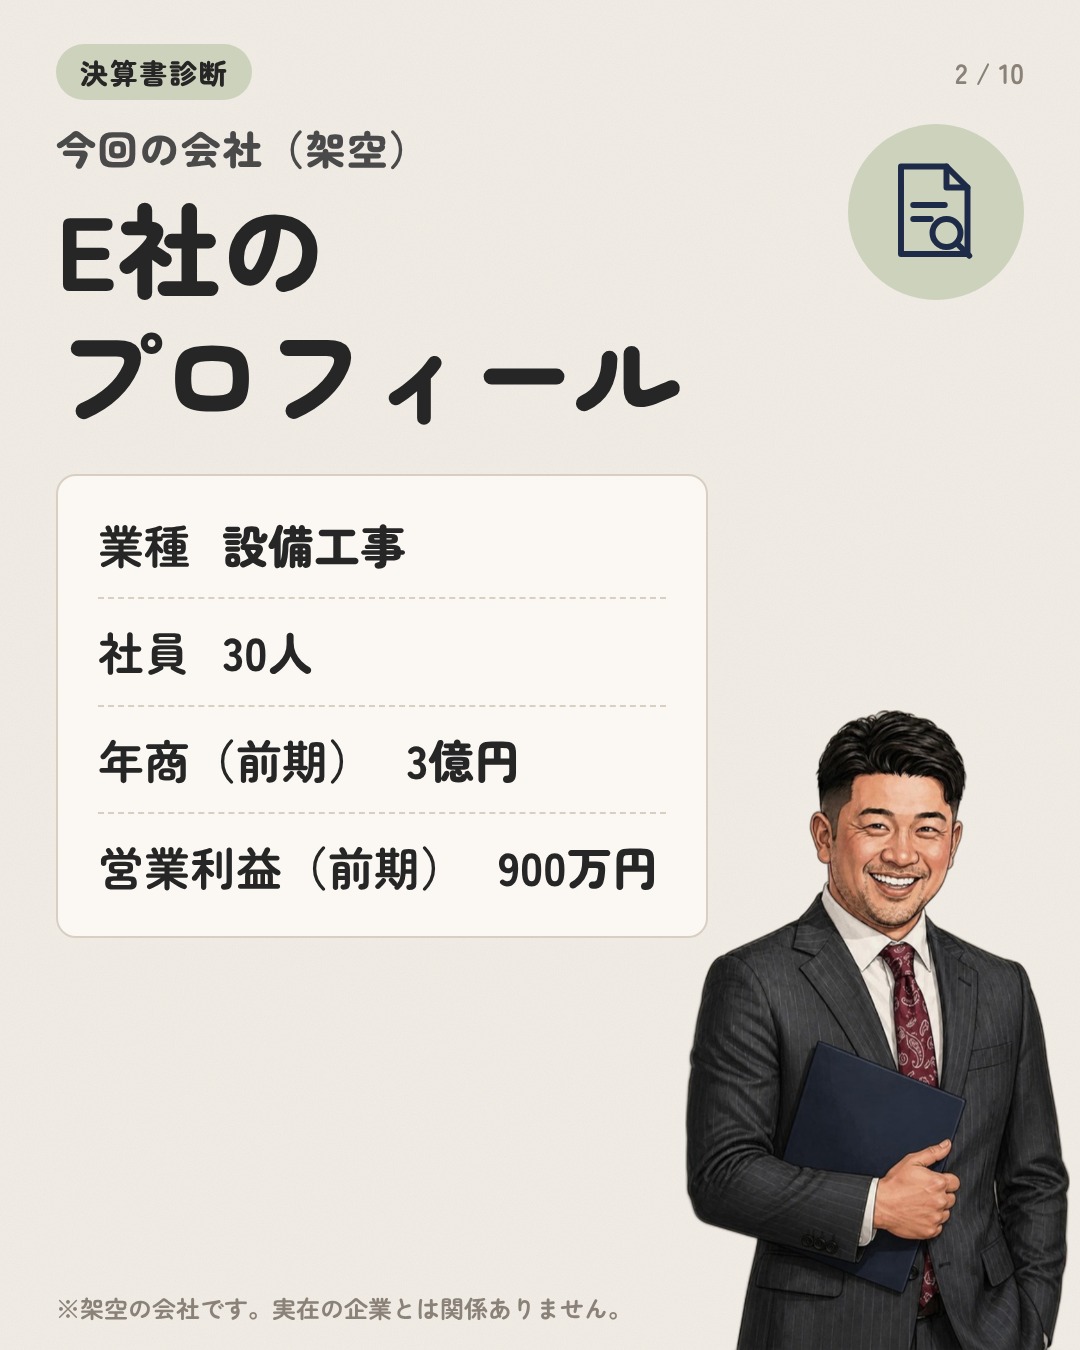 決算書診断
2 / 10
今回の会社（架空）
E社の
プロフィール
業種 設備工事
社員 30人
年商（前期） 3億円
営業利益（前期） 900万円
※架空の会社です。実在の企業とは関係ありません。